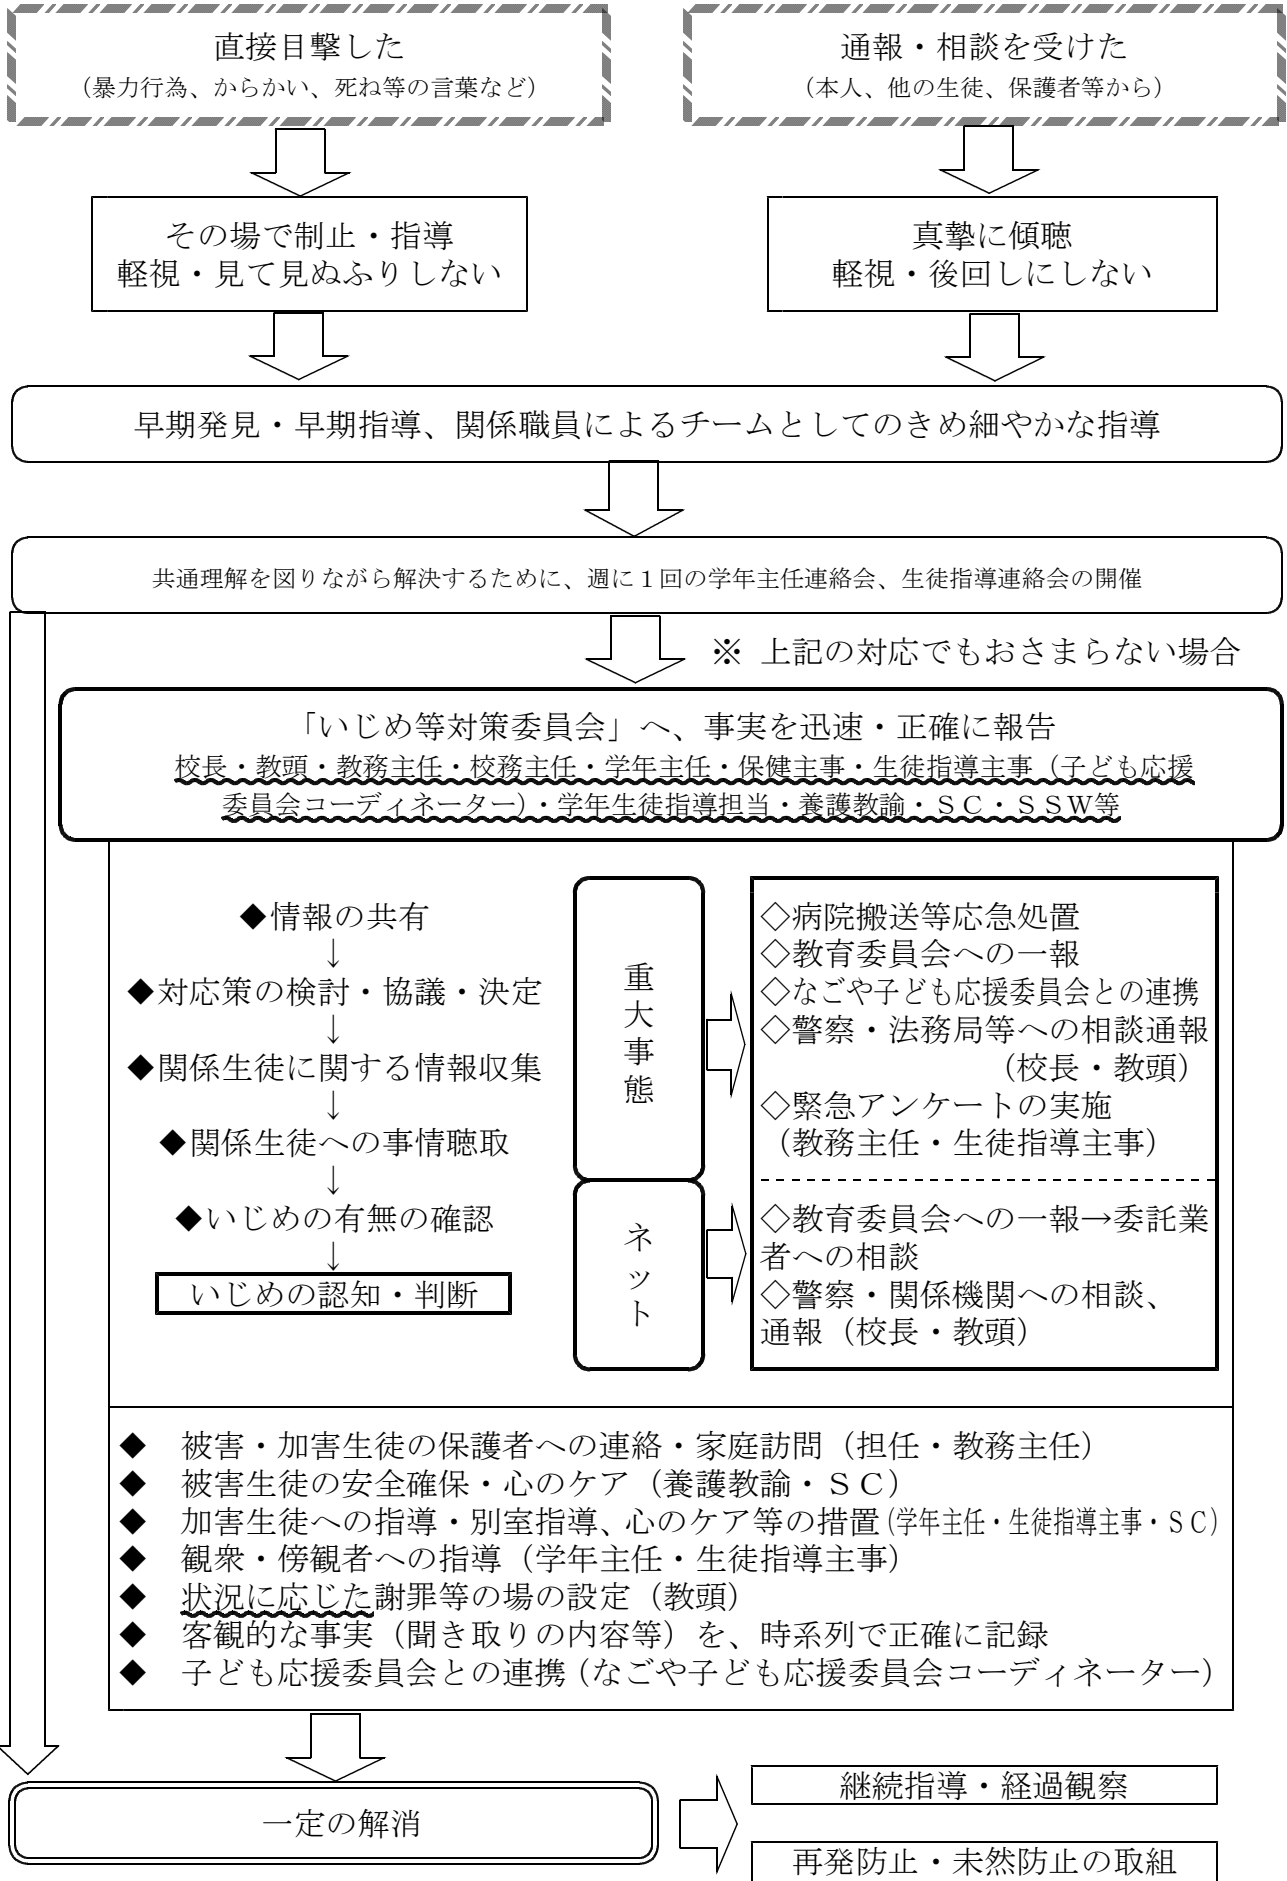 直接目撃した
（暴力行為、からかい、死ね等の言葉など）
通報・相談を受けた
（本人、他の生徒、保護者等から）
その場で制止・指導
軽視・見て見ぬふりしない
真摯に傾聴
軽視・後回しにしない
早期発見・早期指導、関係職員によるチームとしてのきめ細やかな指導
共通理解を図りながら解決するために、週に１回の学年主任連絡会、生徒指導連絡会の開催
※ 上記の対応でもおさまらない場合
「いじめ等対策委員会」へ、事実を迅速・正確に報告
校長・教頭・教務主任・校務主任・学年主任・保健主事・生徒指導主事（子ども応援
委員会コーディネーター）・学年生徒指導担当・養護教諭・ＳＣ・ＳＳＷ等
◆情報の共有
↓
◆対応策の検討・協議・決定
↓
◆関係生徒に関する情報収集
↓
◆関係生徒への事情聴取
↓
◆いじめの有無の確認
↓
いじめの認知・判断
重大事態
◇病院搬送等応急処置
◇教育委員会への一報
◇なごや子ども応援委員会との連携
◇警察・法務局等への相談通報
（校長・教頭）
◇緊急アンケートの実施
（教務主任・生徒指導主事）
ネット
◇教育委員会への一報→委託業
者への相談
◇警察・関係機関への相談、
通報（校長・教頭）
◆　被害・加害生徒の保護者への連絡・家庭訪問（担任・教務主任）
◆　被害生徒の安全確保・心のケア（養護教諭・ＳＣ）
◆　加害生徒への指導・別室指導、心のケア等の措置(学年主任・生徒指導主事・ＳＣ)
◆　観衆・傍観者への指導（学年主任・生徒指導主事）
◆　状況に応じた謝罪等の場の設定（教頭）
◆　客観的な事実（聞き取りの内容等）を、時系列で正確に記録
◆　子ども応援委員会との連携（なごや子ども応援委員会コーディネーター）
一定の解消
継続指導・経過観察
再発防止・未然防止の取組